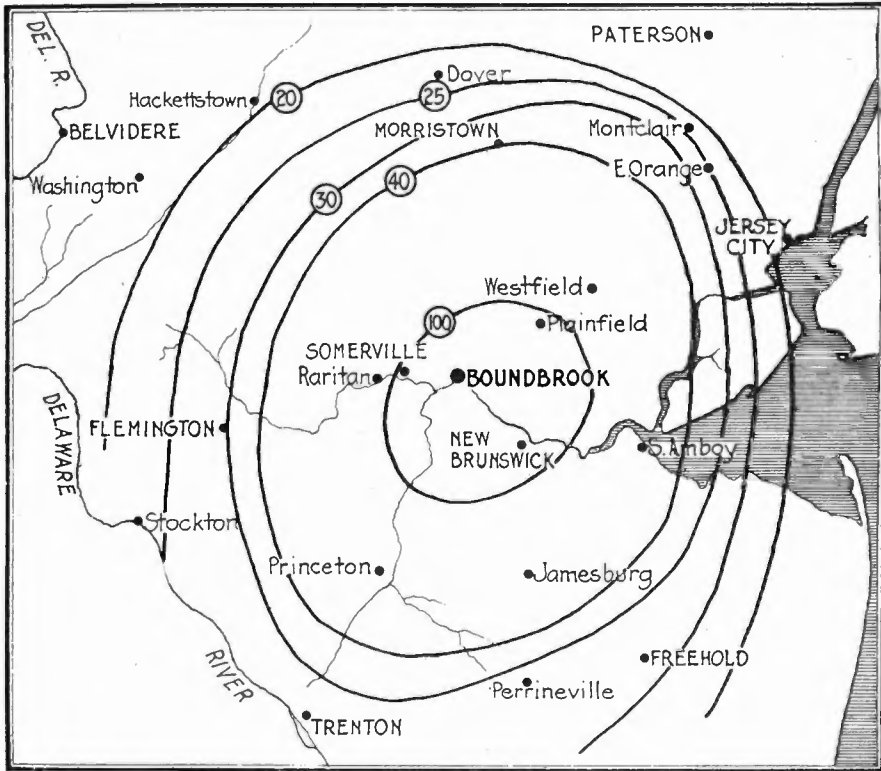 DEL. R.
PATERSON
Dover
20
25
Hackettstown
BELVIDERE
MORRISTOWN
Montclair
Washington
E. Orange
30
40
JERSEY
CITY
Westfield
100
Plainfield
SOMERVILLE
Raritan
BOUNDBROOK
DELAWARE
FLEMINGTON
NEW
BRUNSWICK
S. Amboy
Stockton
Princeton
Jamesburg
RIVER
FREEHOLD
Perrineville
TRENTON